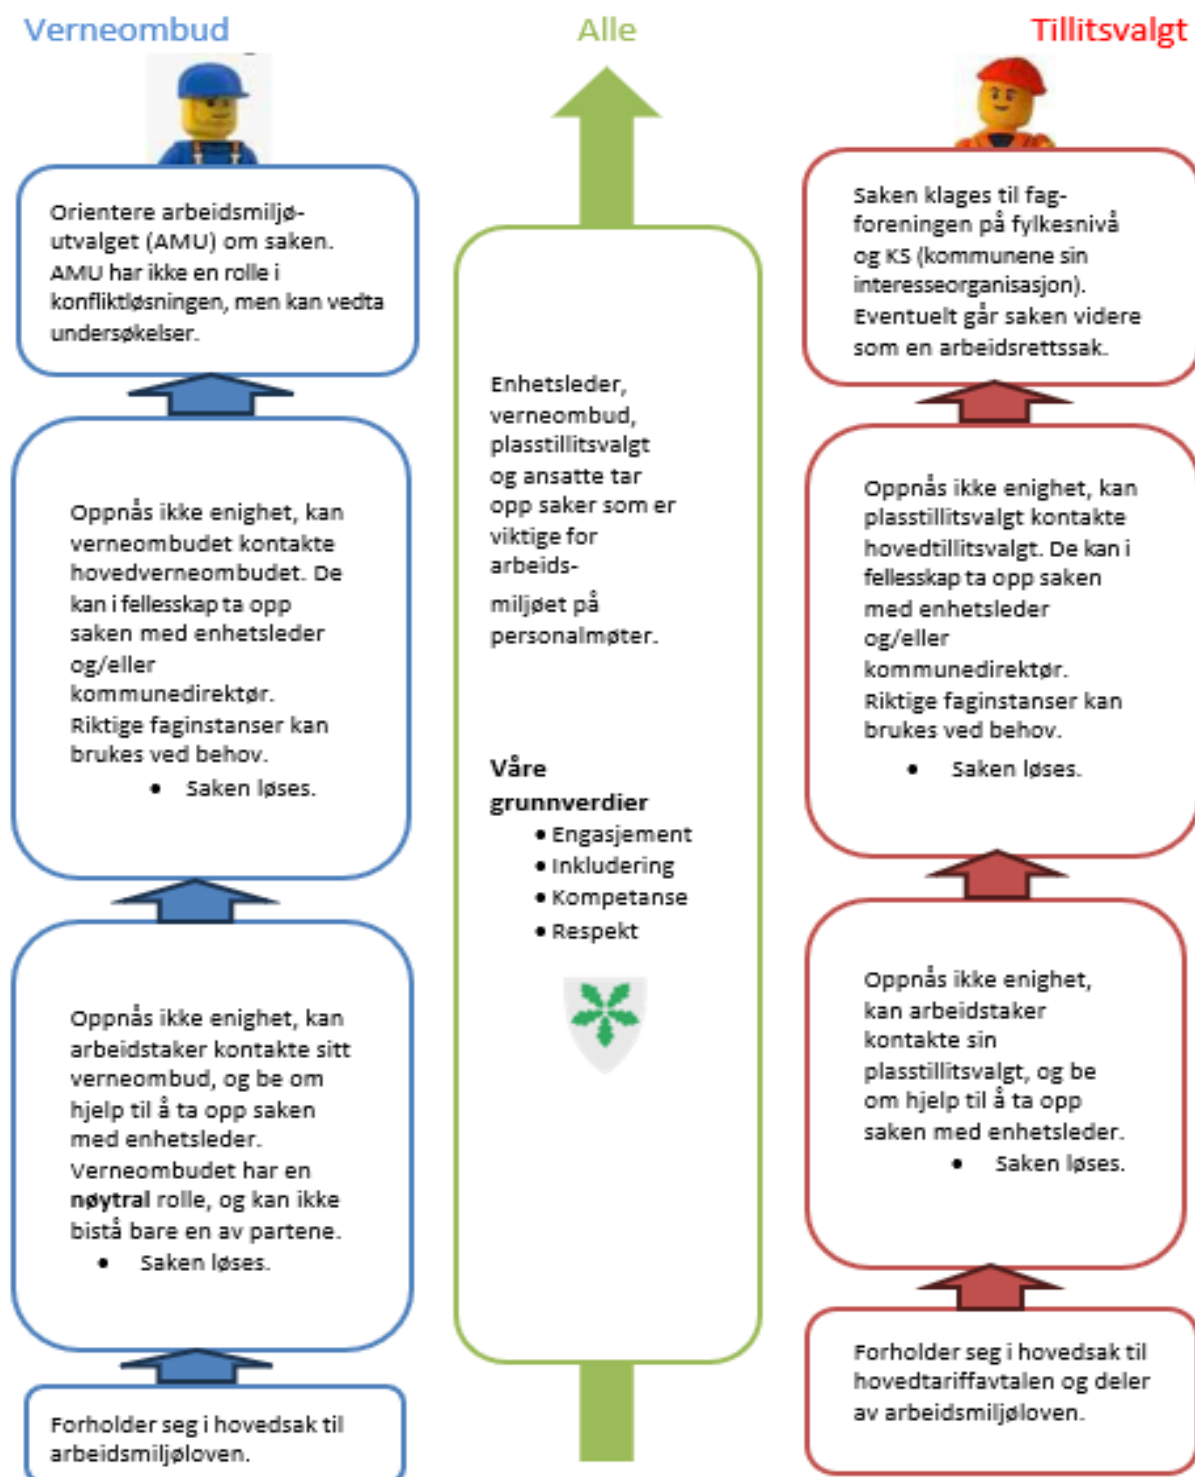 Verneombud
Orientere arbeidsmiljø-
utvalget (AMU) om saken.
AMU har ikke en rolle i
konfliktløsningen, men kan vedta
undersøkelser.
Oppnås ikke enighet, kan
verneombudet kontakte
hovedverneombudet. De
kan i fellesskap ta opp
saken med enhetsleder
og/eller
kommunedirektør.
Riktige faginstanser kan
brukes ved behov.
• Saken løses.
Oppnås ikke enighet, kan
arbeidstaker kontakte sitt
verneombud, og be om
hjelp til å ta opp saken
med enhetsleder.
Verneombudet har en
nøytral rolle, og kan ikke
bistå bare en av partene.
• Saken løses.
Forholder seg i hovedsak til
arbeidsmiljøloven.
Alle
Enhetsleder,
verneombud,
plasstillitsvalgt
og ansatte tar
opp saker som er
viktige for
arbeids-
miljøet på
personalmøter.
Våre
grunnverdier
• Engasjement
• Inkludering
• Kompetanse
• Respekt
Tillitsvalgt
Saken klages til fag-
foreningen på fylkesnivå
og KS (kommunene sin
interesseorganisasjon).
Eventuelt går saken videre
som en arbeidsrettssak.
Oppnås ikke enighet, kan
plasstillitsvalgt kontakte
hovedtillitsvalgt. De kan i
fellesskap ta opp saken
med enhetsleder
og/eller
kommunedirektør.
Riktige faginstanser kan
brukes ved behov.
• Saken løses.
Oppnås ikke enighet,
kan arbeidstaker
kontakte sin
plasstillitsvalgt, og be
om hjelp til å ta opp
saken med enhetsleder.
• Saken løses.
Forholder seg i hovedsak til
hovedtariffavtalen og deler
av arbeidsmiljøloven.